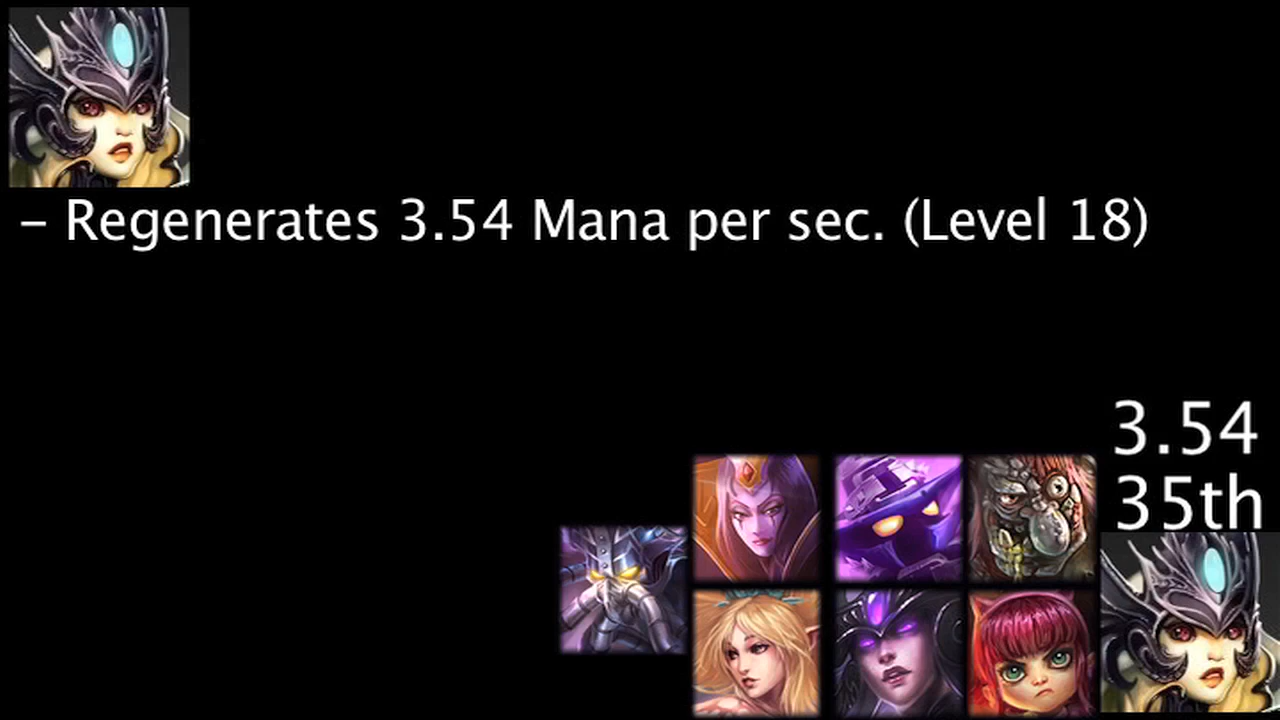 – Regenerates 3.54 Mana per sec. (Level 18)
3.54
35th